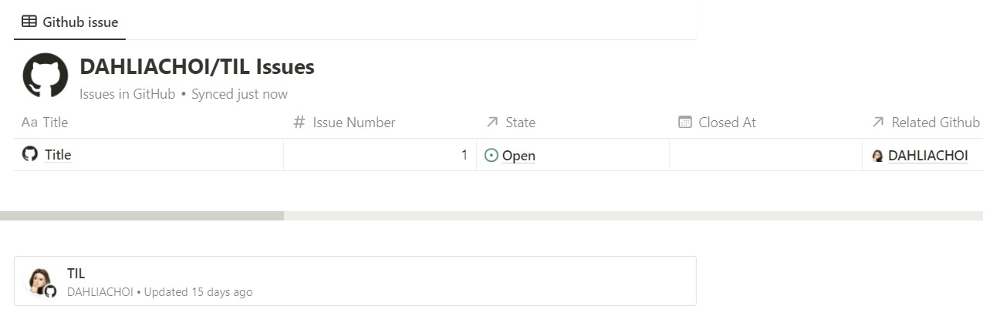 Github issue
DAHLIACHOI/TIL Issues
Issues in GitHub • Synced just now
Aa Title # Issue Number State Closed At Related Github
Title 1 Open DAHLIACHOI
TIL
DAHLIACHOI • Updated 15 days ago